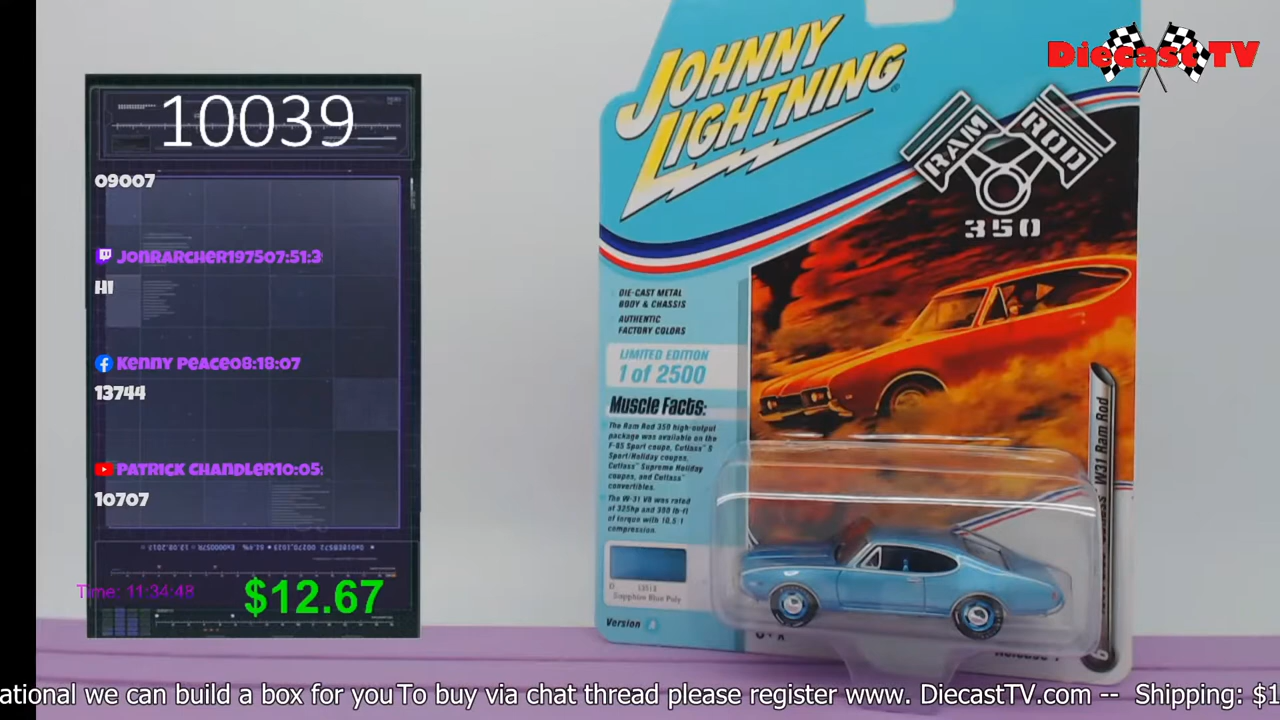 Diecast TV
10039
09007
JonRArcher197507:51:3
HI
Kenny Peace08:18:07
13744
Patrick Chandler10:05:
10707
Time: 11:34:48
$12.67
JOHNNY
LIGHTNING®
RAM ROD
350
DIE-CAST METAL
BODY & CHASSIS
AUTHENTIC
FACTORY COLORS
LIMITED EDITION
1 of 2500
Muscle Facts:
The Ram Rod 350 high-output
package was available on the
F-85 Sport coupe, Cutlass™ S
Sport/Holiday coupes,
Cutlass™ Supreme Holiday
coupes, and Cutlass™
convertibles.
The W-31 V8 was rated
at 325hp and 360 lb-ft
of torque with 10.5:1
compression.
Sapphire Blue Poly
Version A
W31 Ram Rod
ational we can build a box for you To buy via chat thread please register www. DiecastTV.com -- Shipping: $1